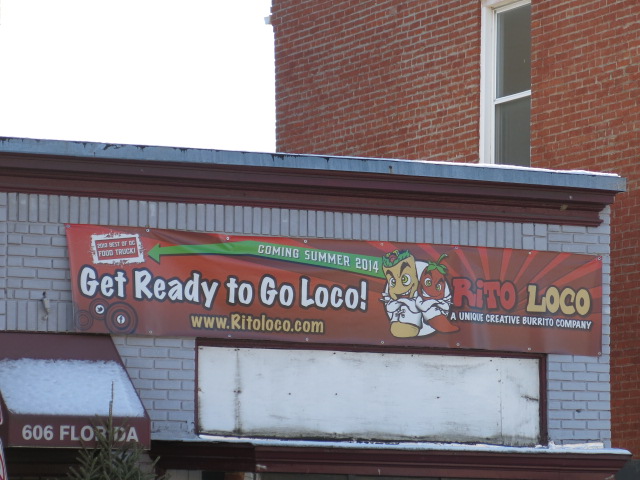 2013 BEST OF DC
FOOD TRUCK!
COMING SUMMER 2014
Get Ready to Go Loco!
www.Ritoloco.com
RiTO LOCO
A UNIQUE CREATIVE BURRITO COMPANY
606 FLORIDA